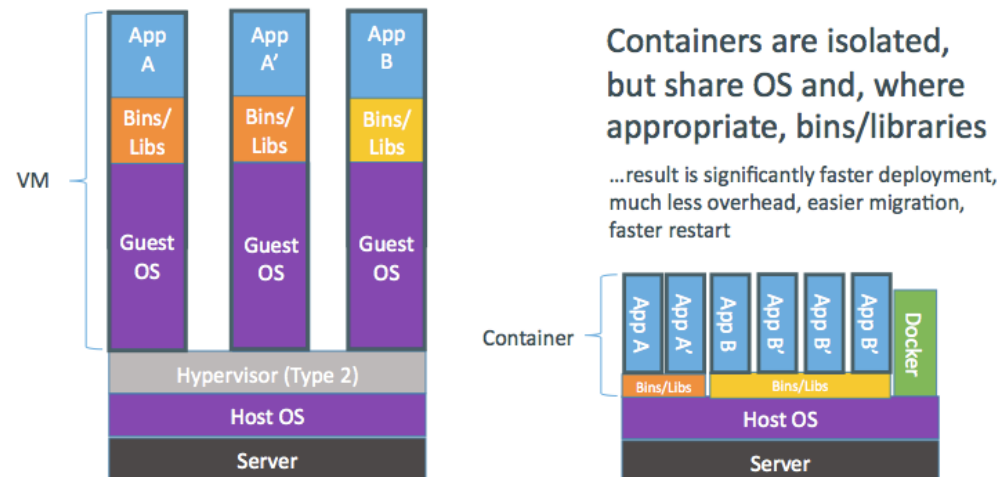 App
A
App
A’
App
B
Bins/
Libs
Bins/
Libs
Bins/
Libs
VM
Guest
OS
Guest
OS
Guest
OS
Hypervisor (Type 2)
Host OS
Server
Containers are isolated,
but share OS and, where
appropriate, bins/libraries
...result is significantly faster deployment,
much less overhead, easier migration,
faster restart
Container
App A
App A’
App B
App B’
App B’
App B’
Docker
Bins/Libs
Bins/Libs
Host OS
Server